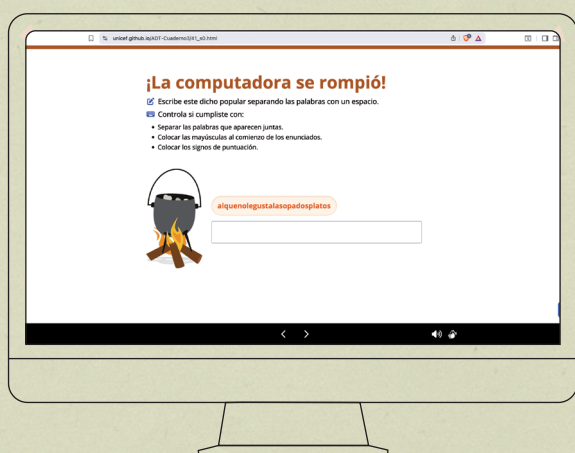 unicef.github.io/ADT-Cuaderno3/41_s0.html
¡La computadora se rompió!
Escribe este dicho popular separando las palabras con un espacio.
Controla si cumpliste con:
• Separar las palabras que aparecen juntas.
• Colocar las mayúsculas al comienzo de los enunciados.
• Colocar los signos de puntuación.
alquenolegustalasopadosplatos